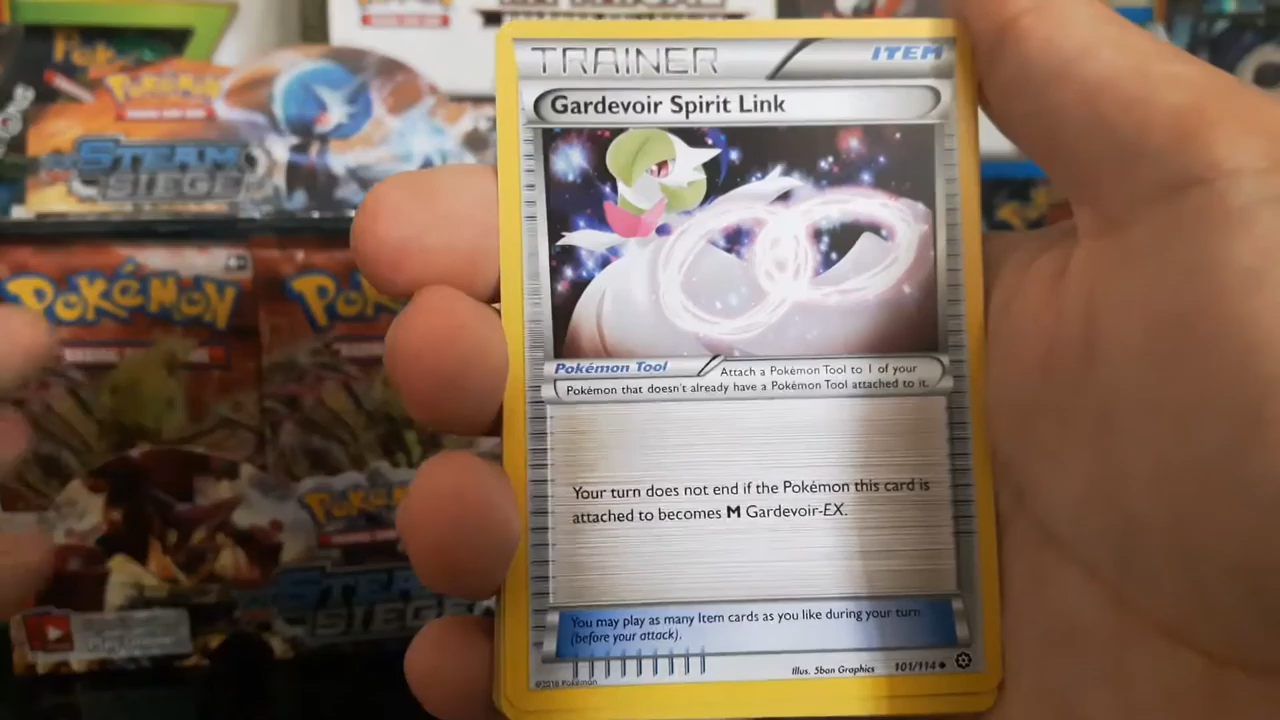 TRAINER
ITEM
Gardevoir Spirit Link
Pokémon Tool
Attach a Pokémon Tool to 1 of your
Pokémon that doesn't already have a Pokémon Tool attached to it.
Your turn does not end if the Pokémon this card is
attached to becomes M Gardevoir-EX.
You may play as many Item cards as you like during your turn
(before your attack).
Illus. 5ban Graphics
101/114
©2016 Pokémon
Pokémon
STEAM
SIEGE
Pokémon
STEAM
SIEGE